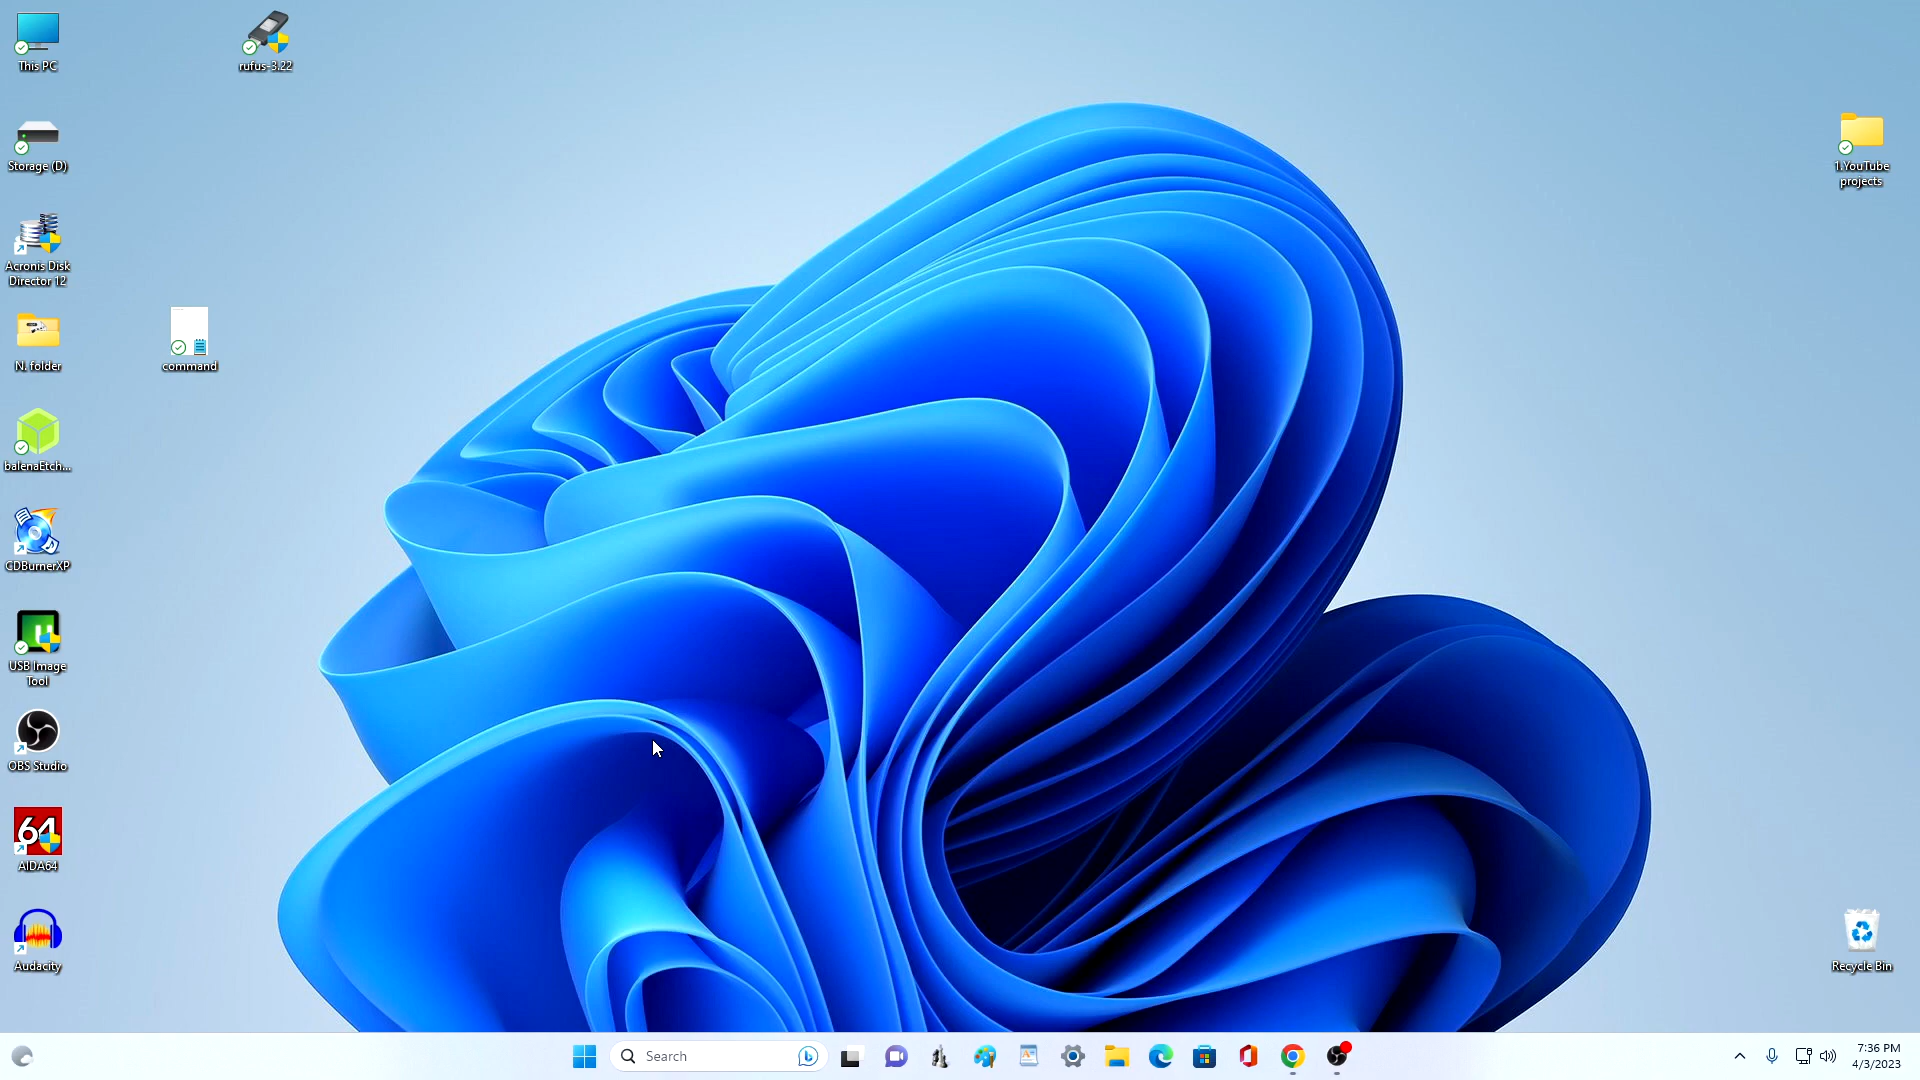 This PC
rufus-3.22
Storage (D)
1.YouTube
projects
Acronis Disk
Director 12
N. folder
command
balenaEtch...
CDBurnerXP
USB Image
Tool
OBS Studio
64
AIDA64
Audacity
Recycle Bin
Search
7:36 PM
4/3/2023